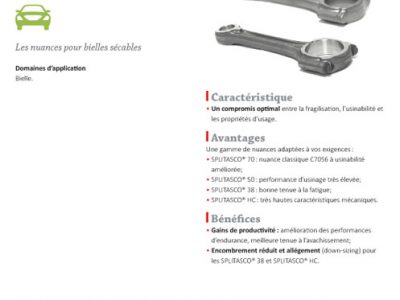 Les nuances pour bielles sécables
Domaines d'application
Bielle.
Caractéristique
• Un compromis optimal entre la fragilisation, l'usinabilité et
les propriétés d'usage.
Avantages
Une gamme de nuances adaptées à vos exigences :
• SPLITASCO® 70 : nuance classique C70S6 à usinabilité
améliorée;
• SPLITASCO® 50 : performance d'usinage très élevée;
• SPLITASCO® 38 : bonne tenue à la fatigue;
• SPLITASCO® HC : très hautes caractéristiques mécaniques.
Bénéfices
• Gains de productivité : amélioration des performances
d'endurance, meilleure tenue à l'avachissement;
• Encombrement réduit et allégement (down-sizing) pour
les SPLITASCO® 38 et SPLITASCO® HC.